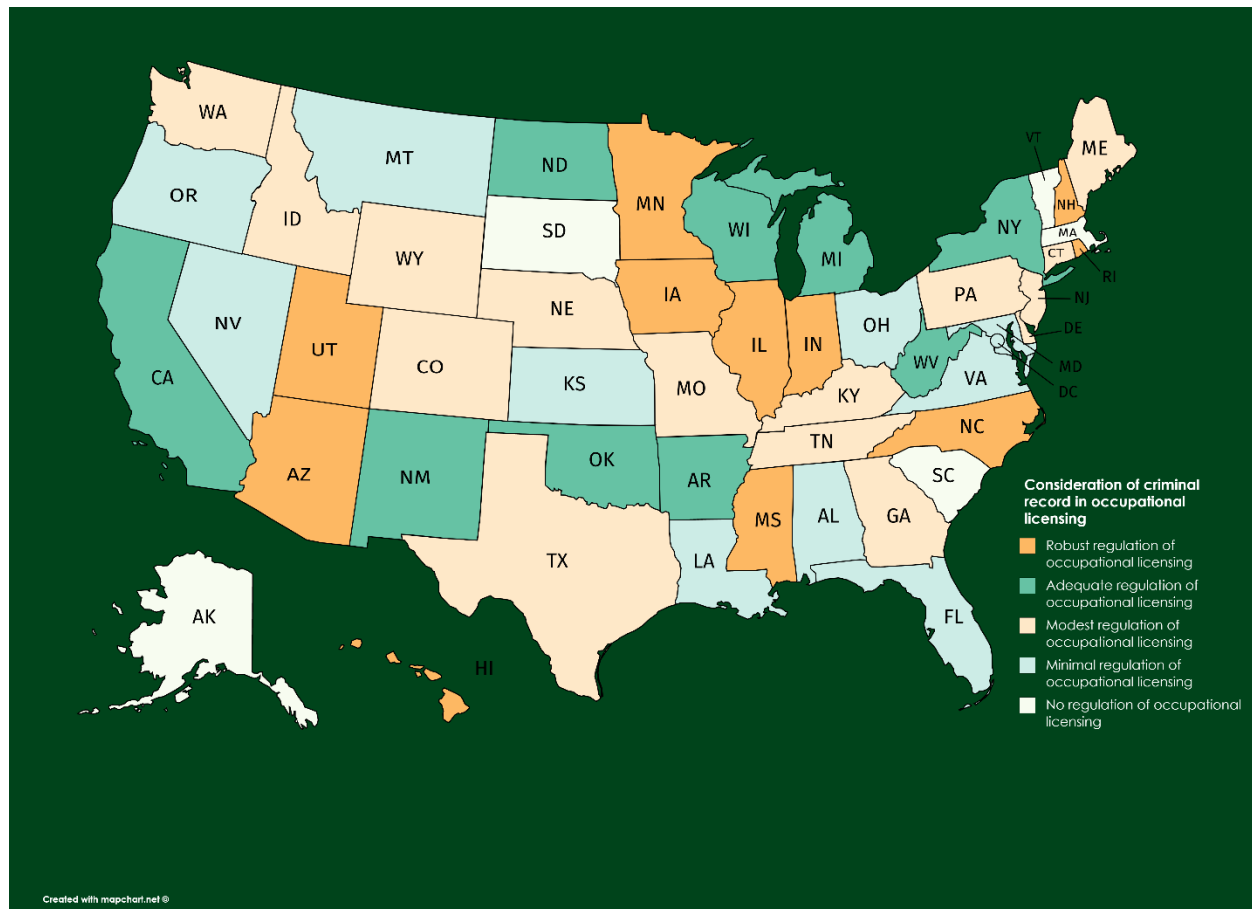 WA
MT
ND
MN
VT
ME
OR
ID
SD
WI
NY
NH
MA
WY
MI
CT
RI
IA
NE
PA
NJ
NV
UT
IL
IN
OH
DE
CO
WV
MD
CA
KS
MO
VA
DC
KY
NC
TN
OK
AZ
NM
AR
SC
MS
AL
GA
TX
LA
FL
AK
HI
Consideration of criminal
record in occupational
licensing
Robust regulation of
occupational licensing
Adequate regulation of
occupational licensing
Modest regulation of
occupational licensing
Minimal regulation of
occupational licensing
No regulation of occupational
licensing
Created with mapchart.net ©